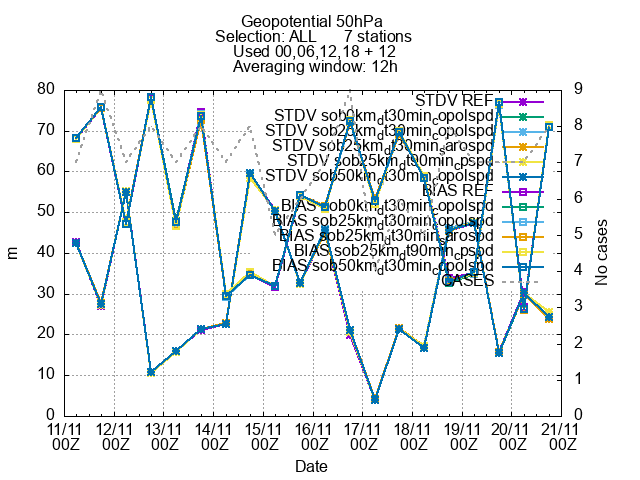 Geopotential 50hPa
Selection: ALL 7 stations
Used 00,06,12,18 + 12
Averaging window: 12h
STDV REF
STDV sob0km_dt30min_copolspd
STDV sob25km_dt30min_copolspd
STDV sob25km_dt30min_sarospd
STDV sob25km_dt90min_cpspd
STDV sob50km_dt30min_copolspd
BIAS REF
BIAS sob0km_dt30min_copolspd
BIAS sob25km_dt30min_copolspd
BIAS sob25km_dt30min_sarospd
BIAS sob25km_dt90min_cpspd
BIAS sob50km_dt30min_copolspd
CASES
80
70
60
50
40
30
20
10
0
m
9
8
7
6
5
4
3
2
1
0
No cases
11/11 12/11 13/11 14/11 15/11 16/11 17/11 18/11 19/11 20/11 21/11
00Z 00Z 00Z 00Z 00Z 00Z 00Z 00Z 00Z 00Z 00Z
Date